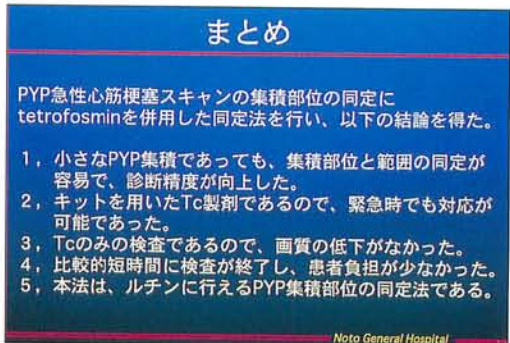 まとめ
PYP急性心筋梗塞スキャンの集積部位の同定に
tetrofosminを併用した同定法を行い、以下の結論を得た。
1，小さなPYP集積であっても、集積部位と範囲の同定が
容易で、診断精度が向上した。
2，キットを用いたTc製剤であるので、緊急時でも対応が
可能であった。
3，Tcのみの検査であるので、画質の低下がなかった。
4，比較的短時間に検査が終了し、患者負担が少なかった。
5，本法は、ルチンに行えるPYP集積部位の同定法である。
Noto General Hospital